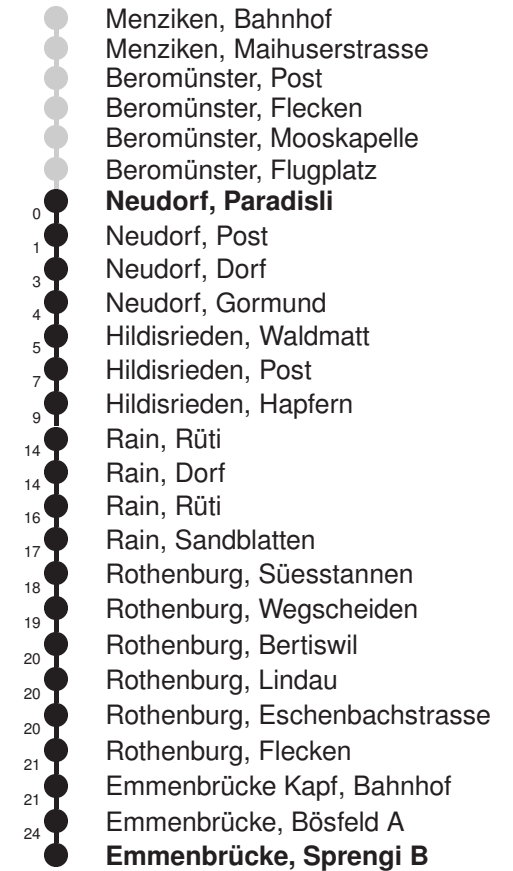 Menziken, Bahnhof
Menziken, Maihuserstrasse
Beromünster, Post
Beromünster, Flecken
Beromünster, Mooskapelle
Beromünster, Flugplatz
0 Neudorf, Paradisli
1 Neudorf, Post
3 Neudorf, Dorf
4 Neudorf, Gormund
5 Hildisrieden, Waldmatt
7 Hildisrieden, Post
9 Hildisrieden, Hapfern
14 Rain, Rüti
14 Rain, Dorf
16 Rain, Rüti
17 Rain, Sandblatten
18 Rothenburg, Süesstannen
19 Rothenburg, Wegscheiden
20 Rothenburg, Bertiswil
20 Rothenburg, Lindau
20 Rothenburg, Eschenbachstrasse
21 Rothenburg, Flecken
21 Emmenbrücke Kapf, Bahnhof
24 Emmenbrücke, Bösfeld A
Emmenbrücke, Sprengi B